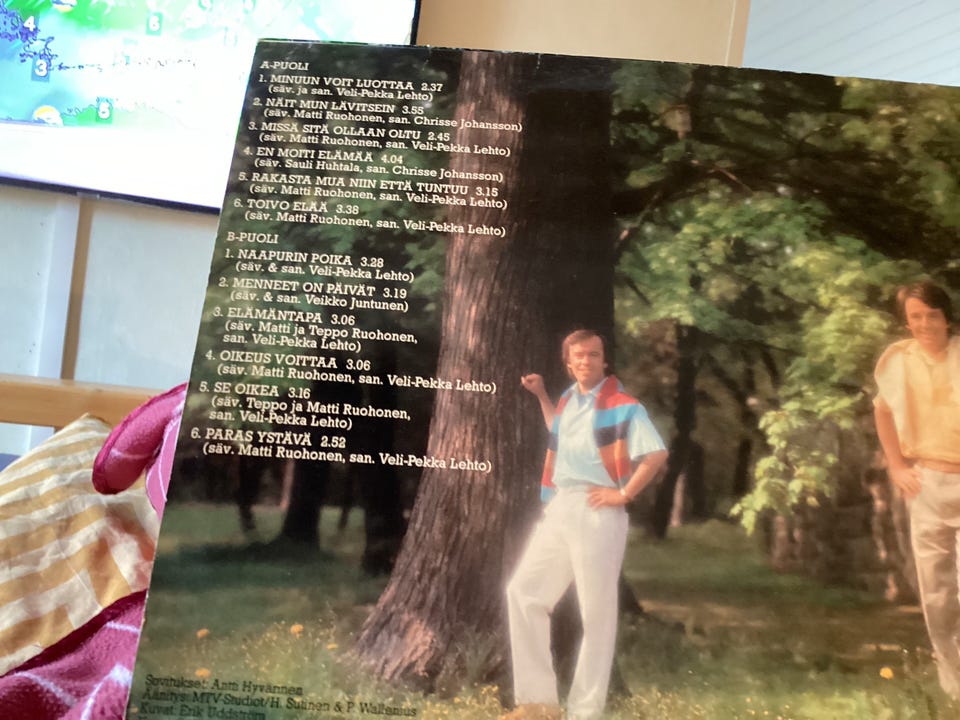 4
6
3
6
A-PUOLI
1. MINUUN VOIT LUOTTAA 2.37
(säv. ja san. Veli-Pekka Lehto)
2. NÄIT MUN LÄVITSEIN 3.55
(säv. Matti Ruohonen, san. Chrisse Johansson)
3. MISSÄ SITÄ OLLAAN OLTU 2.45
(säv. Matti Ruohonen, san. Veli-Pekka Lehto)
4. EN MOITI ELÄMÄÄ 4.04
(säv. Sauli Huhtala, san. Chrisse Johansson)
5. RAKASTA MUA NIIN ETTÄ TUNTUU 3.15
(säv. Matti Ruohonen, san. Veli-Pekka Lehto)
6. TOIVO ELÄÄ 3.38
(säv. Matti Ruohonen, san. Veli-Pekka Lehto)
B-PUOLI
1. NAAPURIN POIKA 3.28
(säv. & san. Veli-Pekka Lehto)
2. MENNEET ON PÄIVÄT 3.19
(säv. & san. Veikko Juntunen)
3. ELÄMÄNTAPA 3.06
(säv. Matti ja Teppo Ruohonen,
san. Veli-Pekka Lehto)
4. OIKEUS VOITTAA 3.06
(säv. Matti Ruohonen, san. Veli-Pekka Lehto)
5. SE OIKEA 3.16
(säv. Teppo ja Matti Ruohonen,
san. Veli-Pekka Lehto)
6. PARAS YSTÄVÄ 2.52
(säv. Matti Ruohonen, san. Veli-Pekka Lehto)
Sovitukset: Antti Hyvärinen
Äänitys: MTV-Studiot/H. Sutinen & P. Wallenius
Kuvat: Erik Uddström